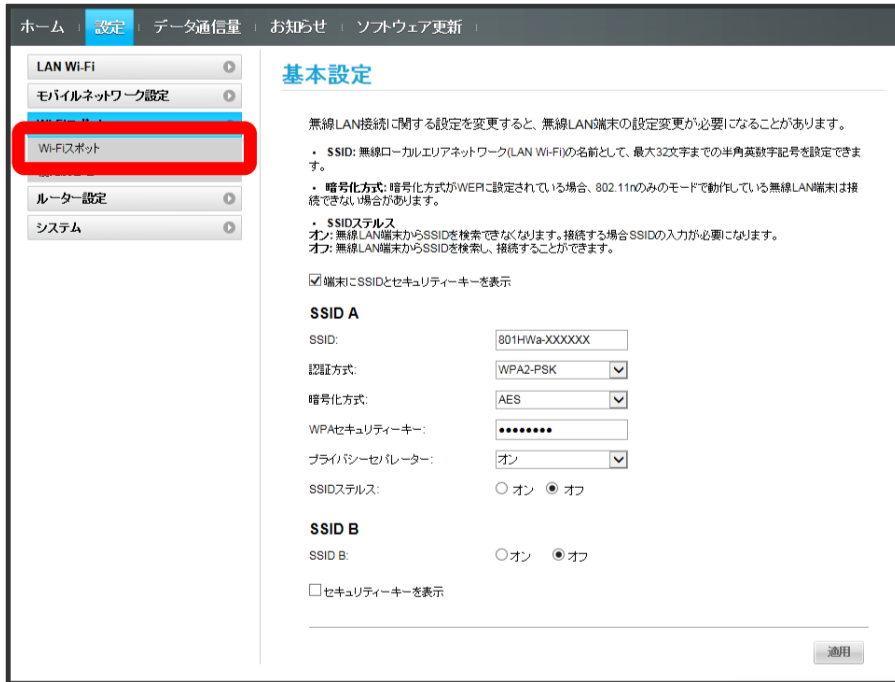 ホーム 設定 データ通信量 お知らせ ソフトウェア更新
LAN Wi-Fi
モバイルネットワーク設定
Wi-Fiスポット
ルーター設定
システム
基本設定
無線LAN接続に関する設定を変更すると、無線LAN端末の設定変更が必要になることがあります。
・ SSID: 無線ローカルエリアネットワーク(LAN Wi-Fi)の名前として、最大32文字までの半角英数字記号を設定できま
す。
・ 暗号化方式: 暗号化方式がWEPに設定されている場合、802.11nのみのモードで動作している無線LAN端末は接
続できない場合があります。
・ SSIDステルス
オン: 無線LAN端末からSSIDを検索できなくなります。接続する場合SSIDの入力が必要になります。
オフ: 無線LAN端末からSSIDを検索し、接続することができます。
端末にSSIDとセキュリティーキーを表示
SSID A
SSID: 801HWa-XXXXXX
認証方式: WPA2-PSK
暗号化方式: AES
WPAセキュリティーキー: ••••••••
プライバシーセパレーター: オン
SSIDステルス: オン オフ
SSID B
SSID B: オン オフ
セキュリティーキーを表示
適用